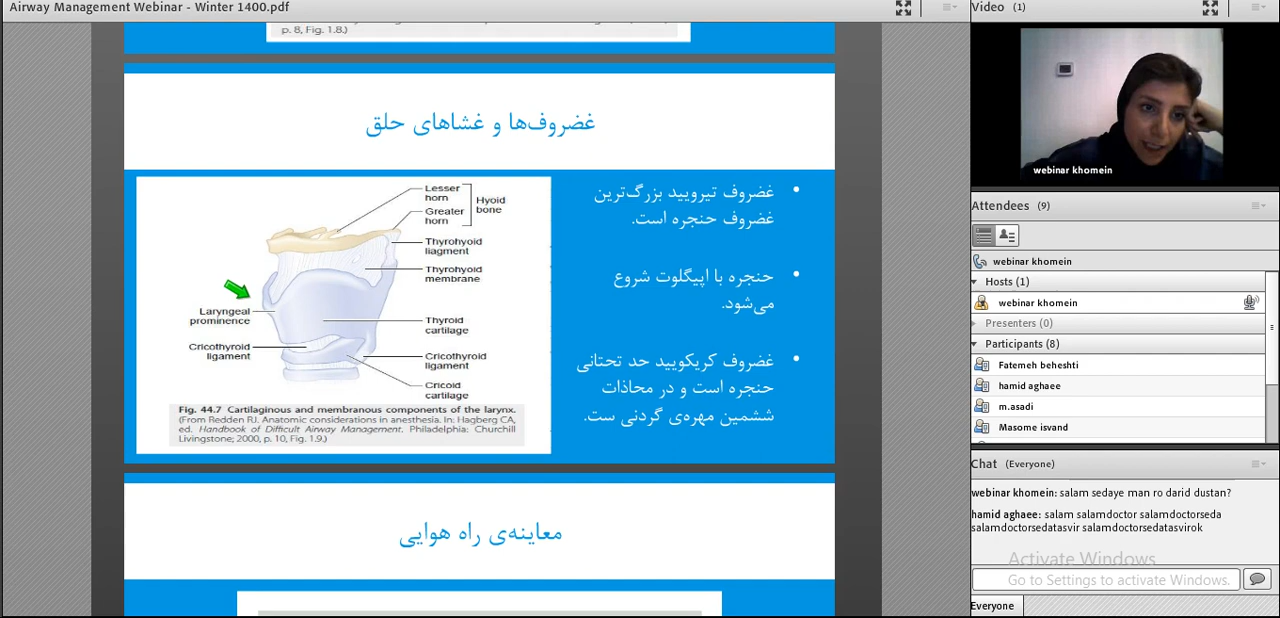 Airway Management Webinar - Winter 1400.pdf
p. 8, Fig. 1.8.)
غضروف‌ها و غشاهای حلق
Lesser
horn
Greater
horn
Hyoid
bone
Thyrohyoid
liagment
Thyrohyoid
membrane
Laryngeal
prominence
Thyroid
cartilage
Cricothyroid
ligament
Cricothyroid
ligament
Cricoid
cartilage
Fig. 44.7 Cartilaginous and membranous components of the larynx.
(From Redden RJ. Anatomic considerations in anesthesia. In: Hagberg CA,
ed. Handbook of Difficult Airway Management. Philadelphia: Churchill
Livingstone; 2000, p. 10, Fig. 1.9.)
• غضروف تیرویید بزرگ‌ترین
غضروف حنجره است.
• حنجره با اپیگلوت شروع
می‌شود.
• غضروف کریکویید حد تحتانی
حنجره است و در محاذات
ششمین مهره‌ی گردنی ست.
معاینه‌ی راه هوایی
Video (1)
webinar khomein
Attendees (9)
webinar khomein
Hosts (1)
webinar khomein
Presenters (0)
Participants (8)
Fatemeh beheshti
hamid aghaee
m.asadi
Masome isvand
Chat (Everyone)
webinar khomein: salam sedaye man ro darid dustan?
hamid aghaee: salam salamdoctor salamdoctorseda
salamdoctorsedatasvir salamdoctorsedatasvirok
Activate Windows
Go to Settings to activate Windows.
Everyone